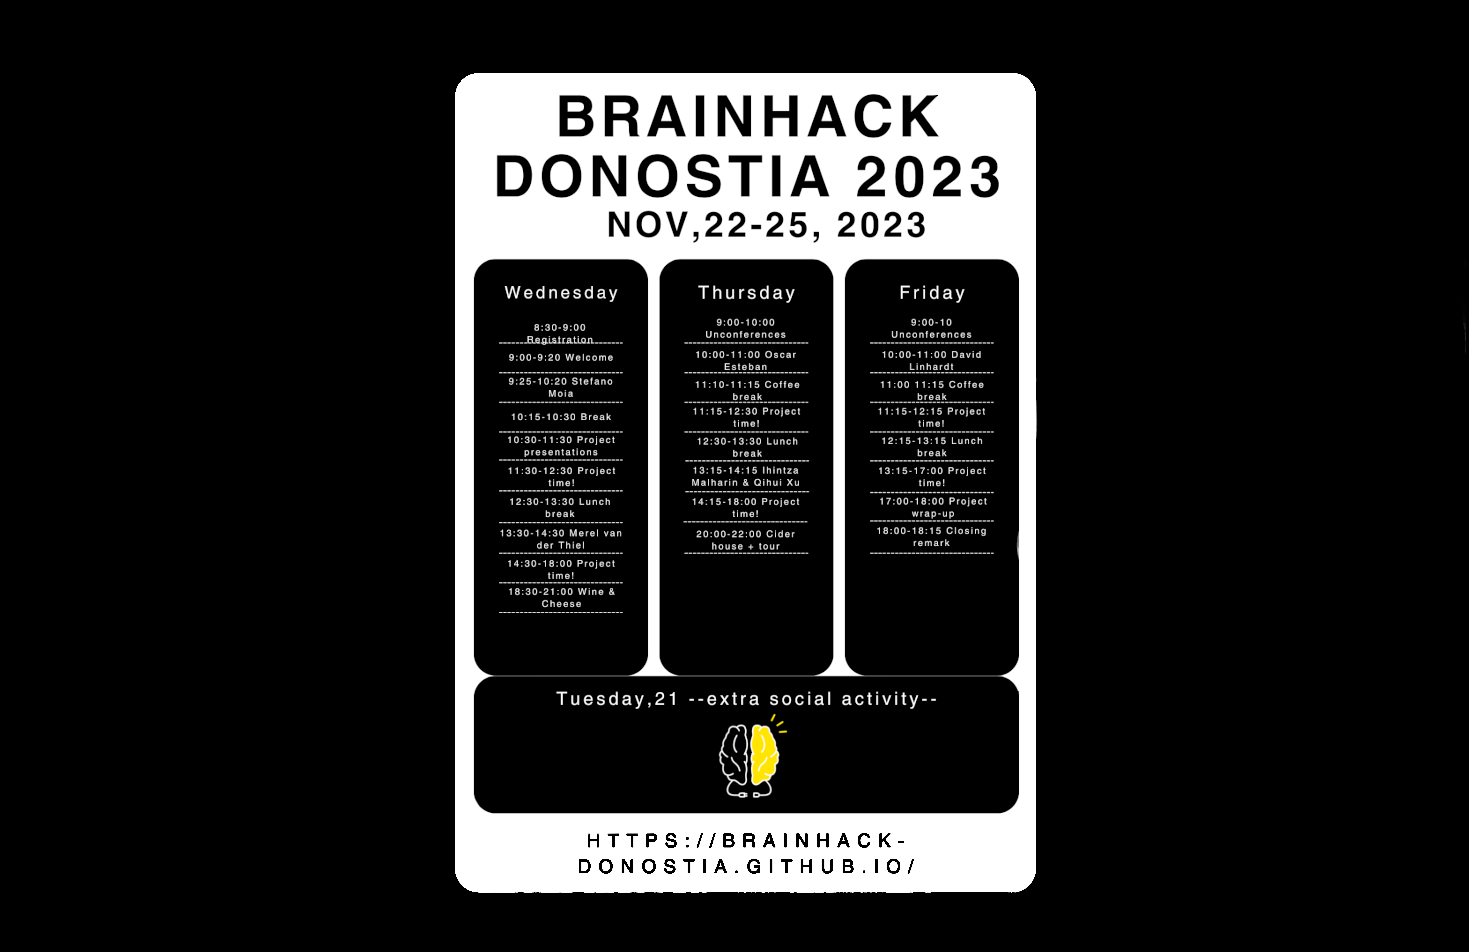 BRAINHACK
DONOSTIA 2023
NOV,22-25, 2023
Wednesday
8:30-9:00
Registration
9:00-9:20 Welcome
9:25-10:20 Stefano
Moia
10:15-10:30 Break
10:30-11:30 Project
presentations
11:30-12:30 Project
time!
12:30-13:30 Lunch
break
13:30-14:30 Merel van
der Thiel
14:30-18:00 Project
time!
18:30-21:00 Wine &
Cheese
Thursday
9:00-10:00
Unconferences
10:00-11:00 Oscar
Esteban
11:10-11:15 Coffee
break
11:15-12:30 Project
time!
12:30-13:30 Lunch
break
13:15-14:15 Ihintza
Malharin & Qihui Xu
14:15-18:00 Project
time!
20:00-22:00 Cider
house + tour
Friday
9:00-10
Unconferences
10:00-11:00 David
Linhardt
11:00 11:15 Coffee
break
11:15-12:15 Project
time!
12:15-13:15 Lunch
break
13:15-17:00 Project
time!
17:00-18:00 Project
wrap-up
18:00-18:15 Closing
remark
Tuesday,21 --extra social activity--
HTTPS://BRAINHACK-
DONOSTIA.GITHUB.IO/